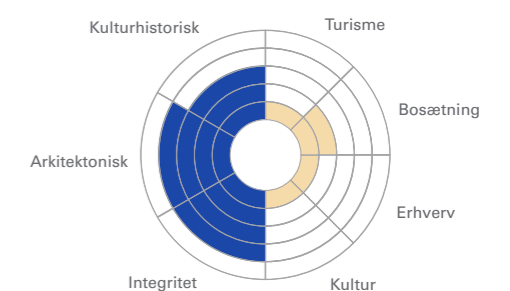 Kulturhistorisk
Turisme
Bosætning
Arkitektonisk
Erhverv
Integritet
Kultur